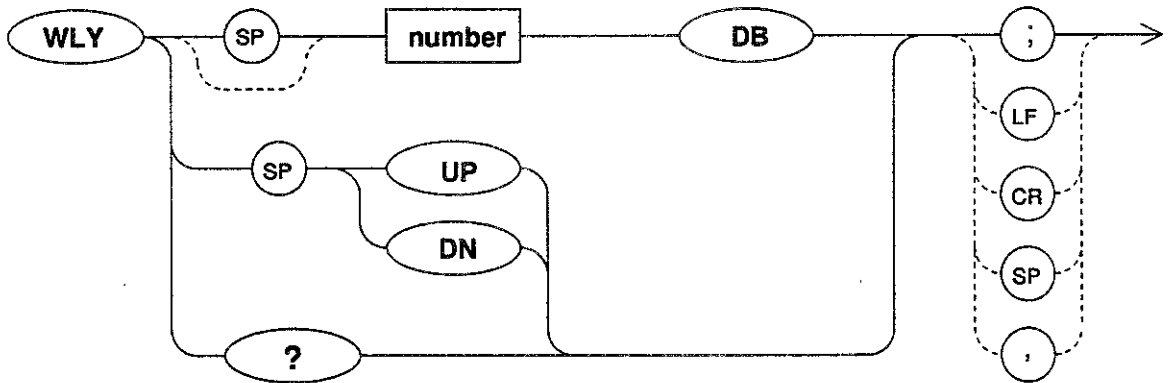 WLY SP number DB ;
LF
SP UP
CR
DN
SP
? ,